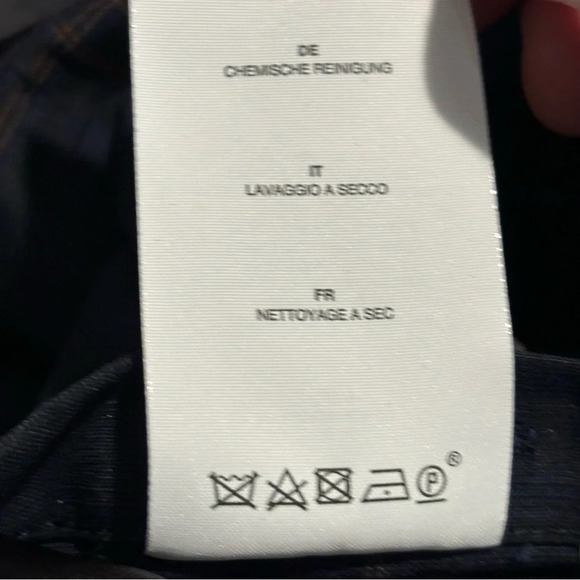 DE
CHEMISCHE REINIGUNG
IT
LAVAGGIO A SECCO
FR
NETTOYAGE A SEC
P ®